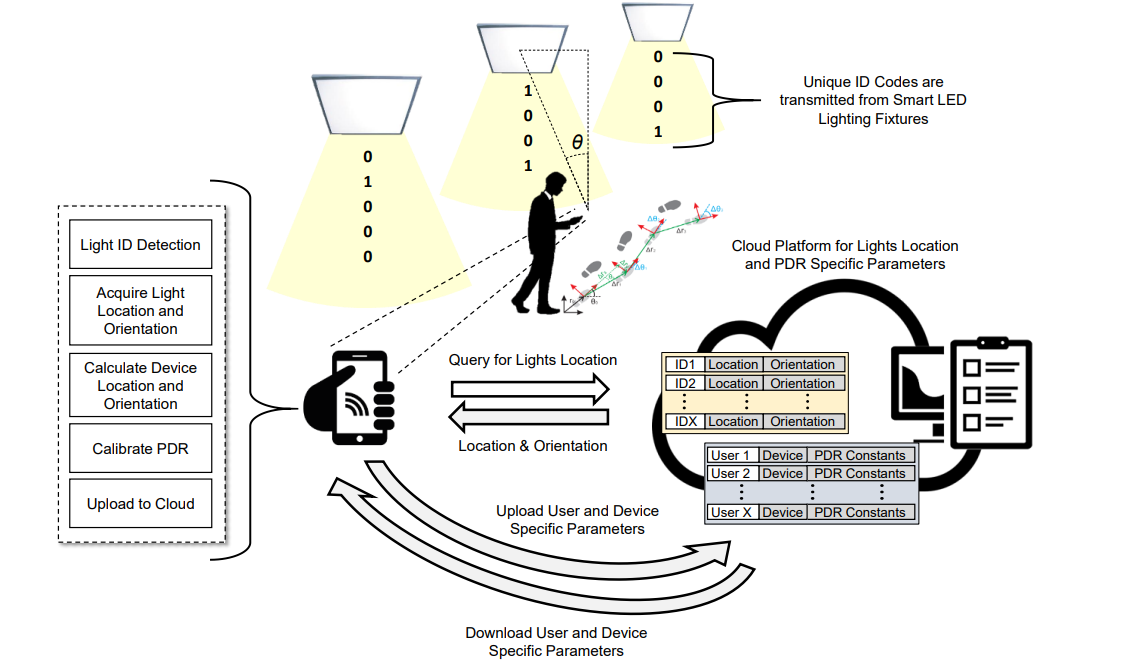 0
0
0
1
Unique ID Codes are
transmitted from Smart LED
Lighting Fixtures
1
0
0
1
θ
0
1
0
0
0
Light ID Detection
Acquire Light
Location and
Orientation
Calculate Device
Location and
Orientation
Calibrate PDR
Upload to Cloud
Cloud Platform for Lights Location
and PDR Specific Parameters
Query for Lights Location
Location & Orientation
ID1 Location Orientation
ID2 Location Orientation
IDX Location Orientation
User 1 Device PDR Constants
User 2 Device PDR Constants
User X Device PDR Constants
Upload User and Device
Specific Parameters
Download User and Device
Specific Parameters